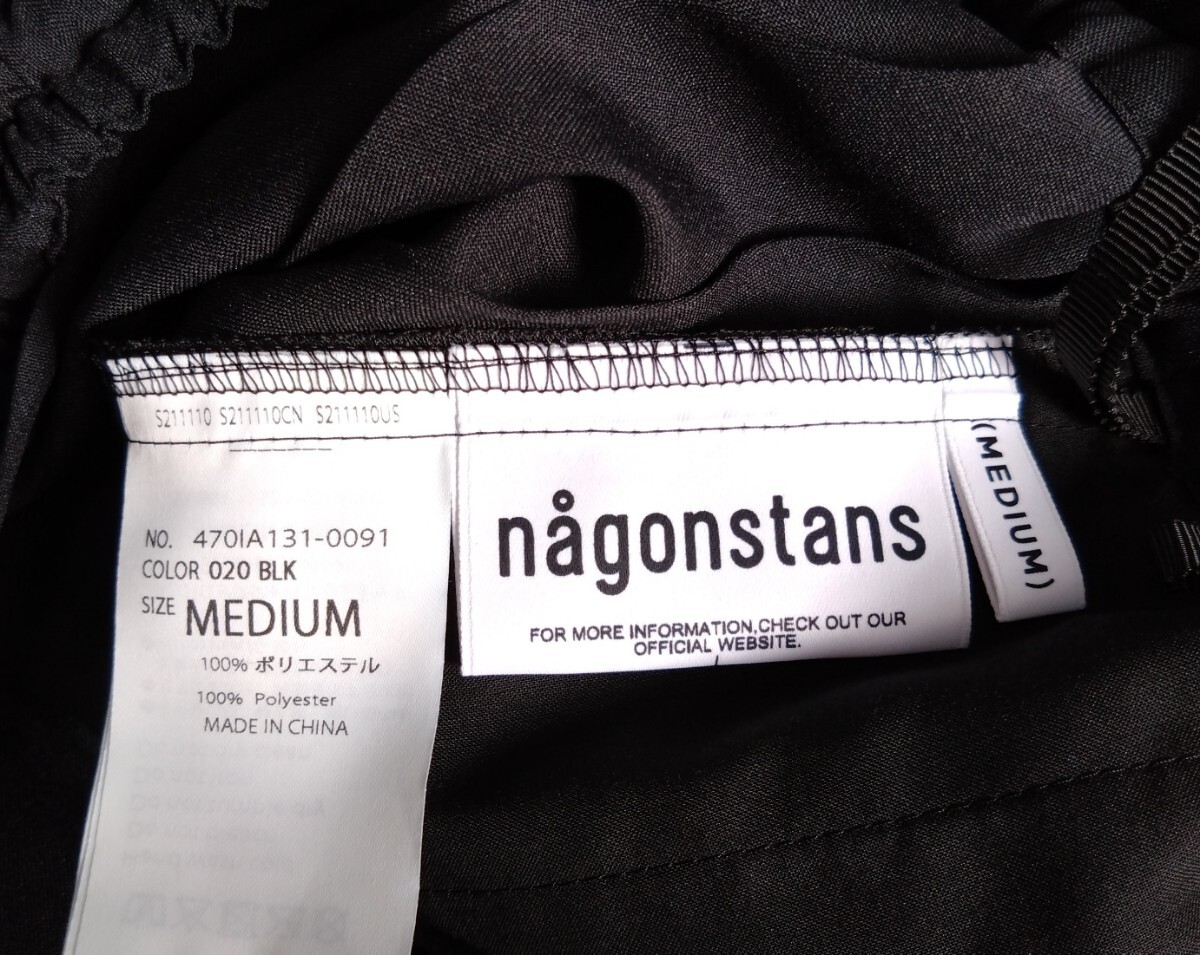 S211110 S211110CN S211110US
NO. 470IA131-0091
COLOR 020 BLK
SIZE MEDIUM
100% ポリエステル
100% Polyester
MADE IN CHINA
någonstans
FOR MORE INFORMATION,CHECK OUT OUR
OFFICIAL WEBSITE.
(MEDIUM)